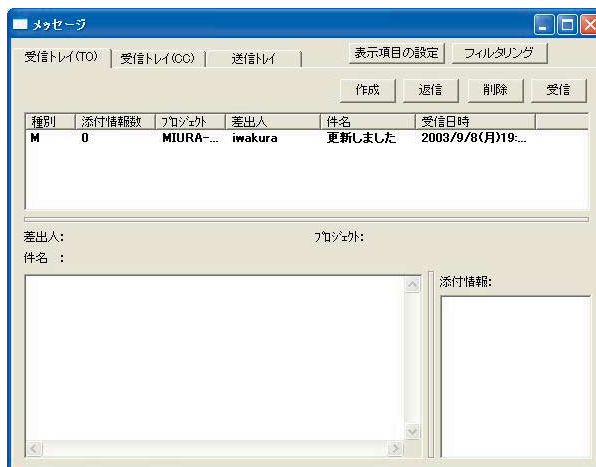 メッセージ
受信トレイ(TO) 受信トレイ(CC) 送信トレイ 表示項目の設定 フィルタリング
作成 返信 削除 受信
種別 添付情報数 プロジェクト 差出人 件名 受信日時
M 0 MIURA-... iwakura 更新しました 2003/9/8(月)19:...
差出人: プロジェクト:
件名 :
添付情報: